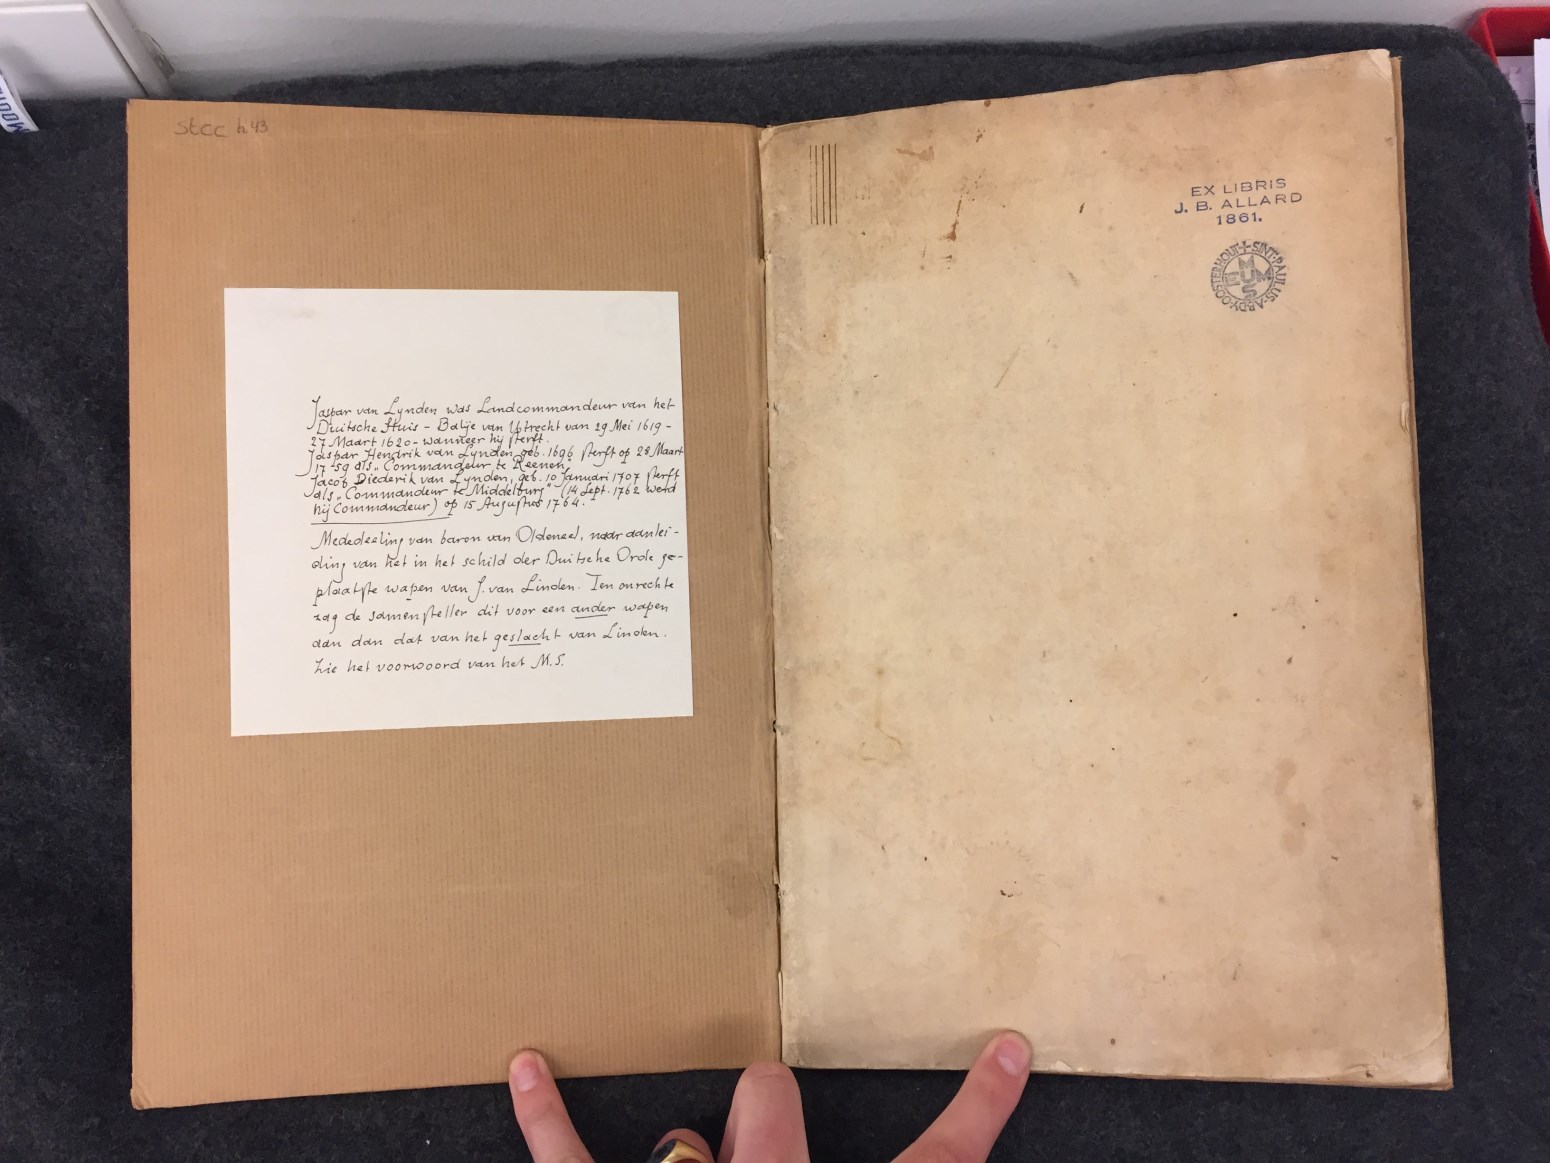 Stcc h.43
Jaspar van Lynden was Landcommandeur van het
Duitsche Huis - Balije van Utrecht van 29 Mei 1619 -
27 Maart 1620 - wanneer hij sterft.
Jaspar Hendrik van Lynden geb. 1696 sterft op 28 Maart
1759 als „Commandeur te Reenen"
Jacob Diederik van Lynden, geb. 10 Januari 1707 sterft
als „Commandeur te Middelburg" (14 Sept. 1762 werd
hij Commandeur) op 15 Augustus 1764.
Mededeeling van baron van Oldeneel, naar aanlei-
ding van het in het schild der Duitsche Orde ge-
plaatste wapen van J. van Linden. Ten onrechte
zag de samensteller dit voor een ander wapen
aan dan dat van het geslacht van Linden.
Zie het voorwoord van het M.S.
EX LIBRIS
J. B. ALLARD
1861.
OOSTERHOUT SINT PAULUS ABDY
MUS